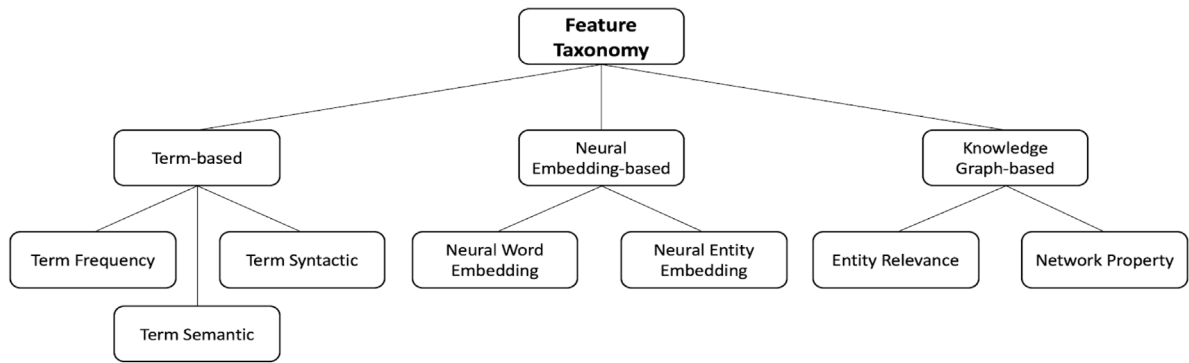 Feature
Taxonomy
Term-based
Neural
Embedding-based
Knowledge
Graph-based
Term Frequency
Term Syntactic
Neural Word
Embedding
Neural Entity
Embedding
Entity Relevance
Network Property
Term Semantic